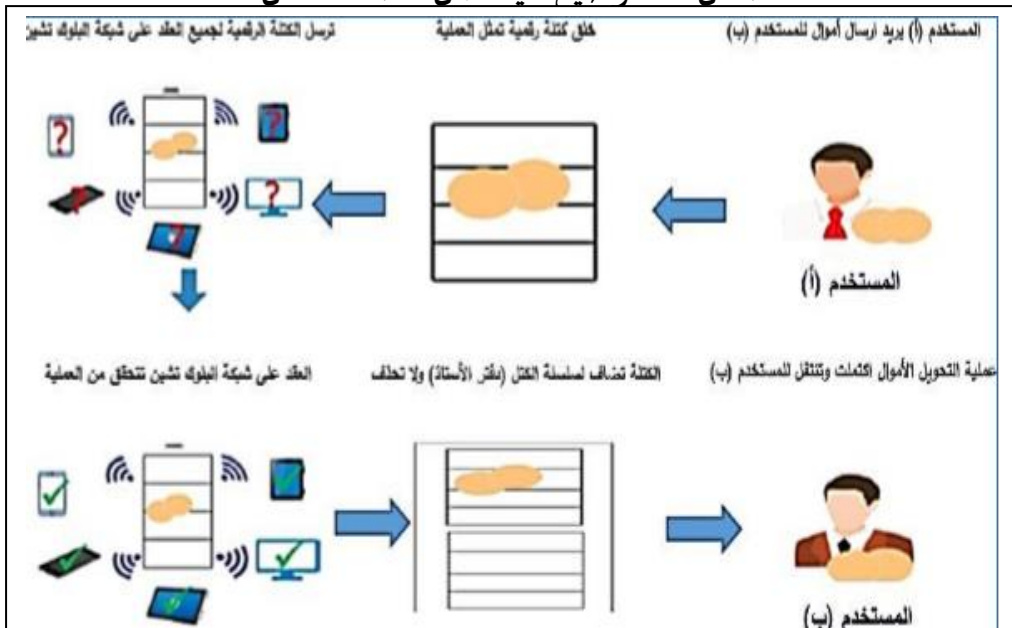 المستخدم (أ) يريد ارسال أموال للمستخدم (ب)
خلق كتلة رقمية تمثل العملية
ترسل الكتلة الرقمية لجميع العقد على شبكة البلوك تشين
المستخدم (أ)
العقد على شبكة البلوك تشين تتحقق من العملية
الكتلة تضاف لسلسلة الكتل (دفتر الأستاذ) ولا تحذف
عملية التحويل الأموال اكتملت وتنتقل للمستخدم (ب)
المستخدم (ب)